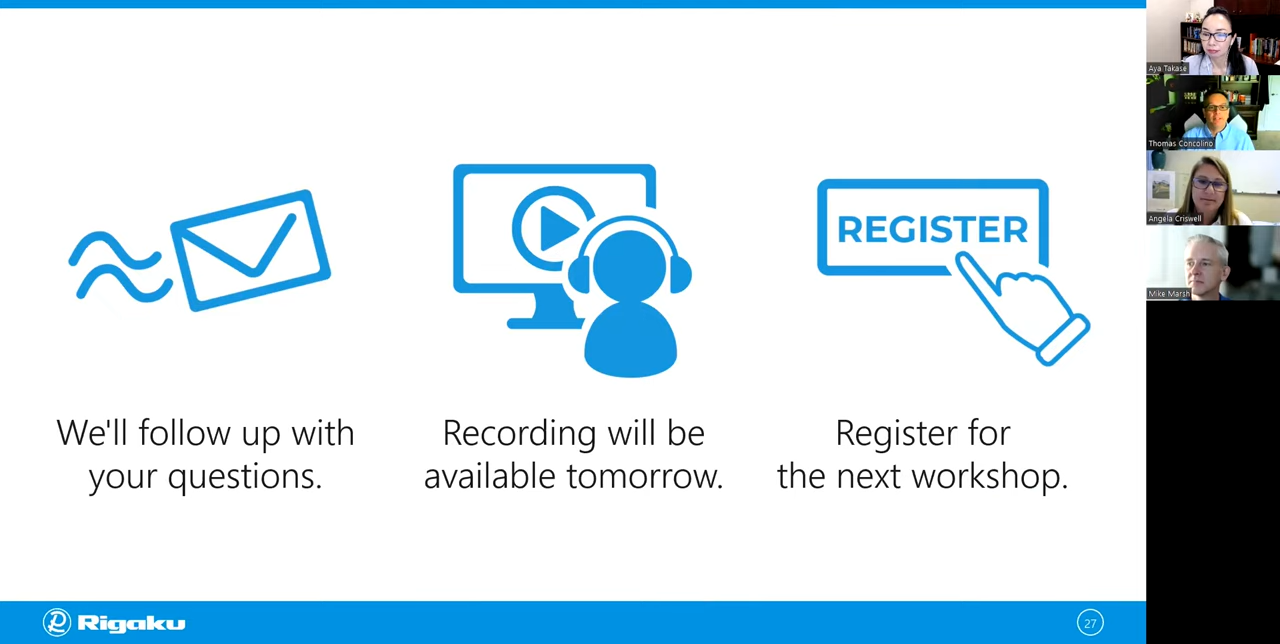 REGISTER
We'll follow up with
your questions.
Recording will be
available tomorrow.
Register for
the next workshop.
Rigaku
27
Aya Takase
Thomas Concolino
Angela Criswell
Mike Marsh